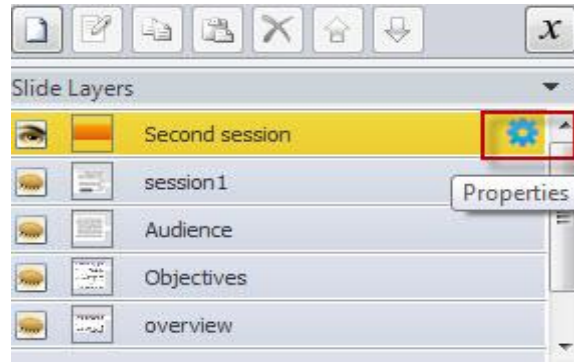 x
Slide Layers
Second session
session1
Properties
Audience
Objectives
overview